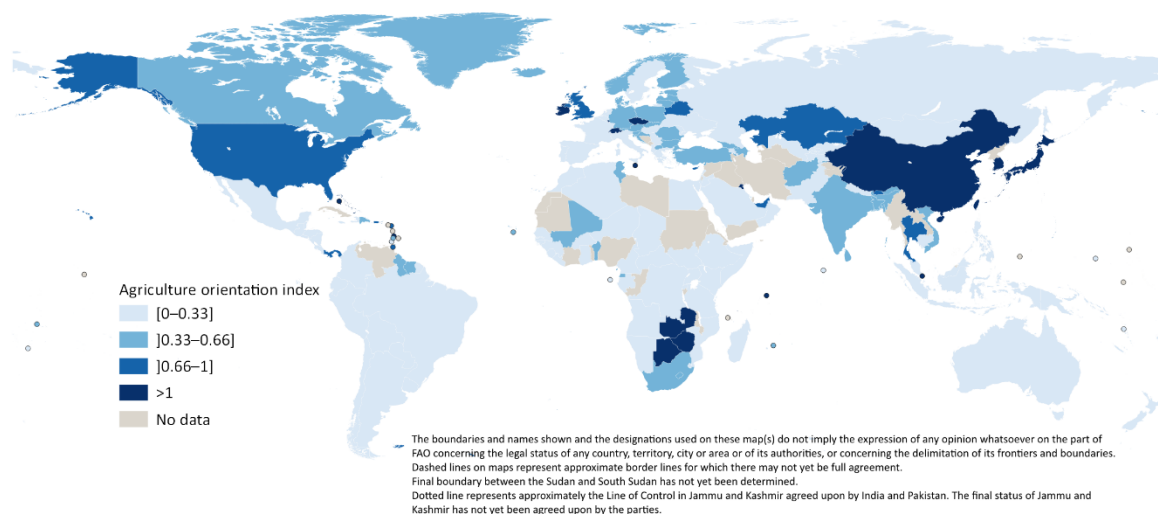 Agriculture orientation index
]0–0.33]
]0.33–0.66]
]0.66–1]
>1
No data
The boundaries and names shown and the designations used on these map(s) do not imply the expression of any opinion whatsoever on the part of
FAO concerning the legal status of any country, territory, city or area or of its authorities, or concerning the delimitation of its frontiers and boundaries.
Dashed lines on maps represent approximate border lines for which there may not yet be full agreement.
Final boundary between the Sudan and South Sudan has not yet been determined.
Dotted line represents approximately the Line of Control in Jammu and Kashmir agreed upon by India and Pakistan. The final status of Jammu and
Kashmir has not yet been agreed upon by the parties.